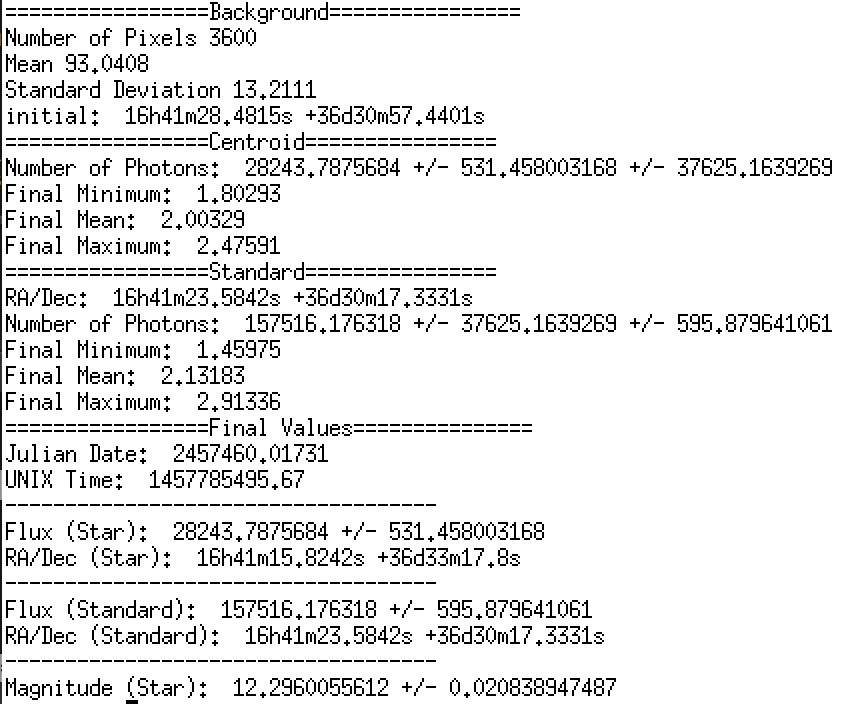 =================Background================
Number of Pixels 3600
Mean 93.0408
Standard Deviation 13.2111
initial:  16h41m28.4815s +36d30m57.4401s
=================Centroid================
Number of Photons:  28243.7875684 +/- 531.458003168 +/- 37625.1639269
Final Minimum:  1.80293
Final Mean:  2.00329
Final Maximum:  2.47591
=================Standard================
RA/Dec:  16h41m23.5842s +36d30m17.3331s
Number of Photons:  157516.176318 +/- 37625.1639269 +/- 595.879641061
Final Minimum:  1.45975
Final Mean:  2.13183
Final Maximum:  2.91336
=================Final Values===============
Julian Date:  2457460.01731
UNIX Time:  1457785495.67
------------------------------------
Flux (Star):  28243.7875684 +/- 531.458003168
RA/Dec (Star):  16h41m15.8242s +36d33m17.8s
------------------------------------
Flux (Standard):  157516.176318 +/- 595.879641061
RA/Dec (Standard):  16h41m23.5842s +36d30m17.3331s
------------------------------------
Magnitude (Star):  12.2960055612 +/- 0.020838947487